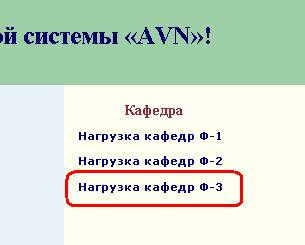 ой системы «AVN»!
Кафедра
Нагрузка кафедр Ф-1
Нагрузка кафедр Ф-2
Нагрузка кафедр Ф-3